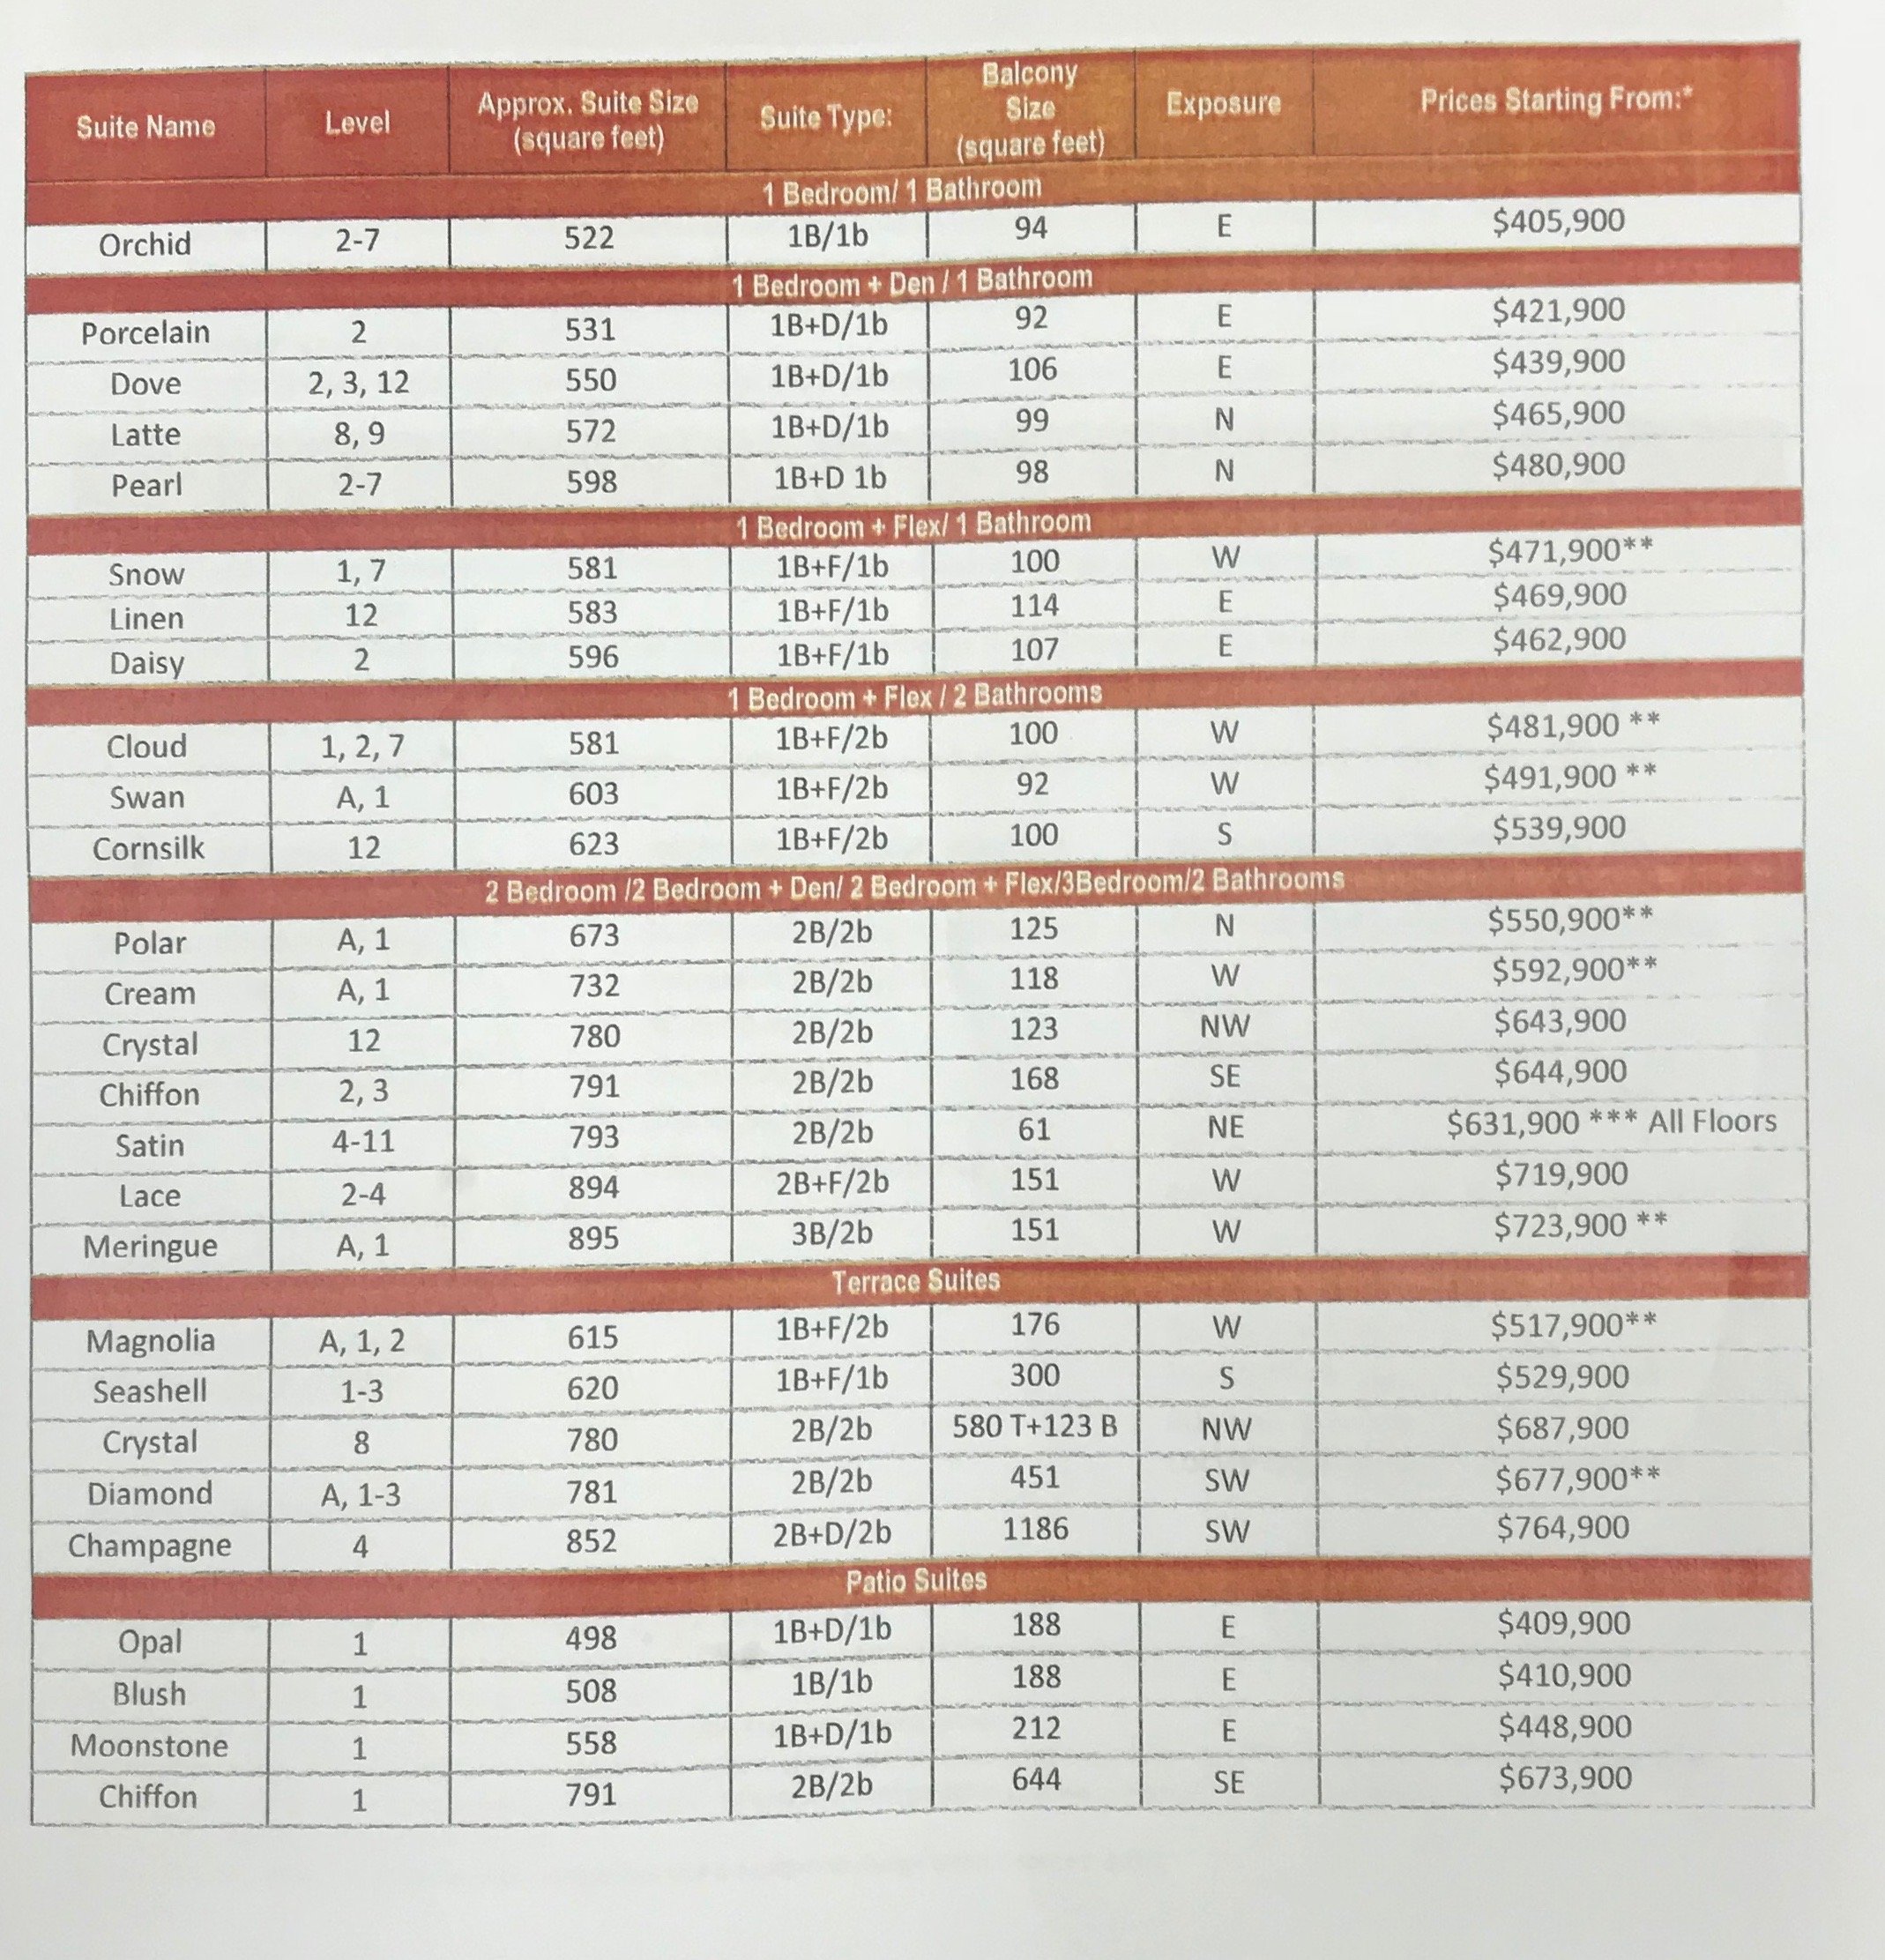 Suite Name Level Approx. Suite Size (square feet) Suite Type: Balcony Size (square feet) Exposure Prices Starting From:*
1 Bedroom/ 1 Bathroom
Orchid 2-7 522 1B/1b 94 E $405,900
1 Bedroom + Den / 1 Bathroom
Porcelain 2 531 1B+D/1b 92 E $421,900
Dove 2, 3, 12 550 1B+D/1b 106 E $439,900
Latte 8, 9 572 1B+D/1b 99 N $465,900
Pearl 2-7 598 1B+D 1b 98 N $480,900
1 Bedroom + Flex/ 1 Bathroom
Snow 1, 7 581 1B+F/1b 100 W $471,900**
Linen 12 583 1B+F/1b 114 E $469,900
Daisy 2 596 1B+F/1b 107 E $462,900
1 Bedroom + Flex / 2 Bathrooms
Cloud 1, 2, 7 581 1B+F/2b 100 W $481,900 **
Swan A, 1 603 1B+F/2b 92 W $491,900 **
Cornsilk 12 623 1B+F/2b 100 S $539,900
2 Bedroom /2 Bedroom + Den/ 2 Bedroom + Flex/3Bedroom/2 Bathrooms
Polar A, 1 673 2B/2b 125 N $550,900**
Cream A, 1 732 2B/2b 118 W $592,900**
Crystal 12 780 2B/2b 123 NW $643,900
Chiffon 2, 3 791 2B/2b 168 SE $644,900
Satin 4-11 793 2B/2b 61 NE $631,900 *** All Floors
Lace 2-4 894 2B+F/2b 151 W $719,900
Meringue A, 1 895 3B/2b 151 W $723,900 **
Terrace Suites
Magnolia A, 1, 2 615 1B+F/2b 176 W $517,900**
Seashell 1-3 620 1B+F/1b 300 S $529,900
Crystal 8 780 2B/2b 580 T+123 B NW $687,900
Diamond A, 1-3 781 2B/2b 451 SW $677,900**
Champagne 4 852 2B+D/2b 1186 SW $764,900
Patio Suites
Opal 1 498 1B+D/1b 188 E $409,900
Blush 1 508 1B/1b 188 E $410,900
Moonstone 1 558 1B+D/1b 212 E $448,900
Chiffon 1 791 2B/2b 644 SE $673,900